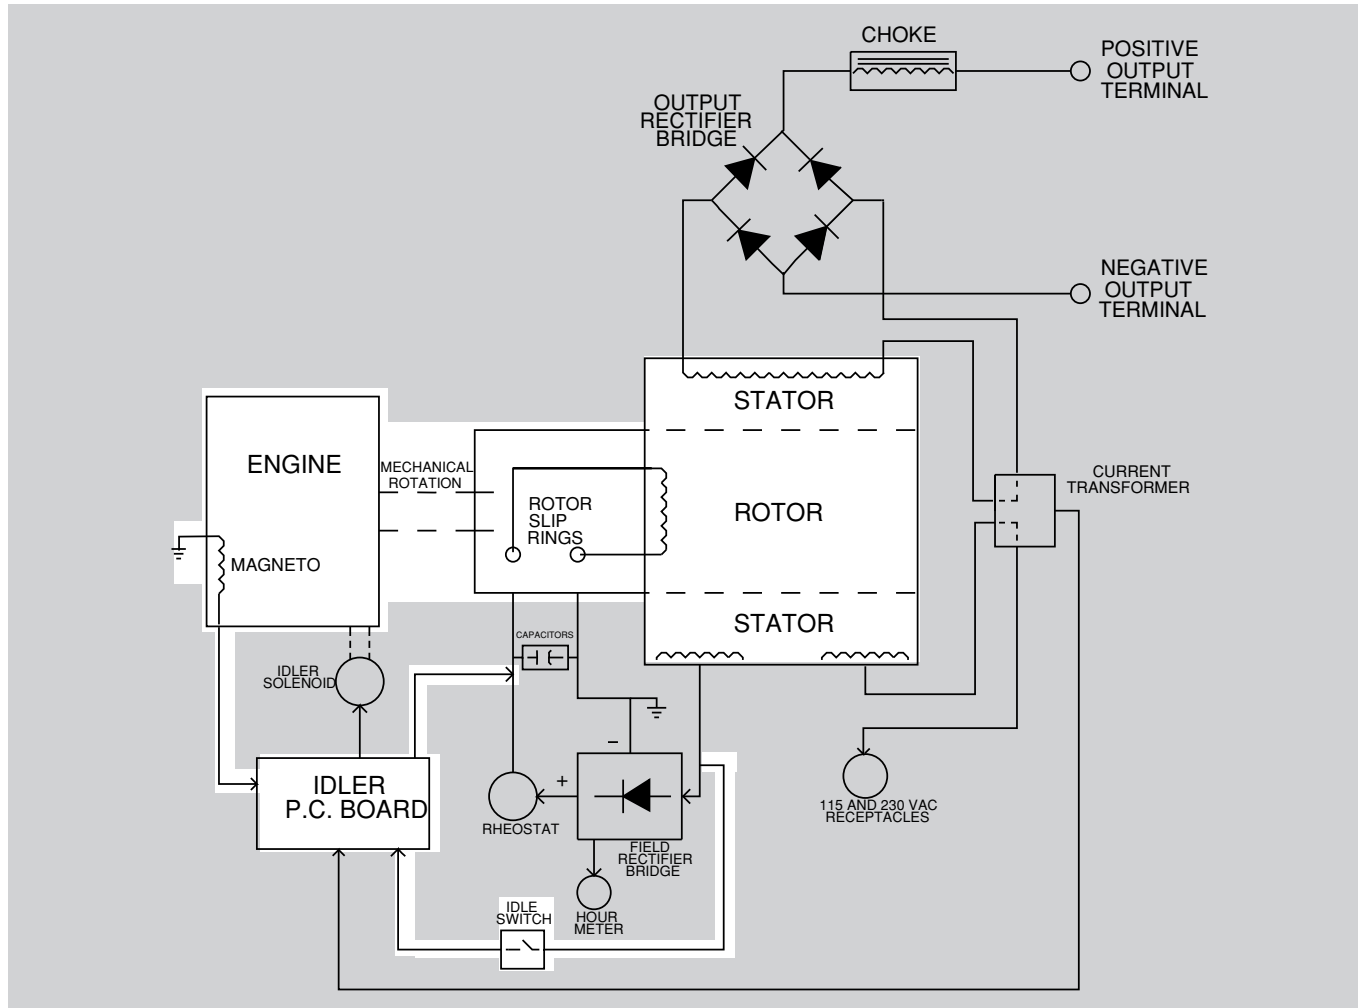 CHOKE
POSITIVE
OUTPUT
TERMINAL
OUTPUT
RECTIFIER
BRIDGE
NEGATIVE
OUTPUT
TERMINAL
STATOR
ENGINE
MECHANICAL
ROTATION
ROTOR
SLIP
RINGS
ROTOR
CURRENT
TRANSFORMER
MAGNETO
STATOR
CAPACITORS
IDLER
SOLENOID
−
+
IDLER
P.C. BOARD
RHEOSTAT
115 AND 230 VAC
RECEPTACLES
FIELD
RECTIFIER
BRIDGE
IDLE
SWITCH
HOUR
METER